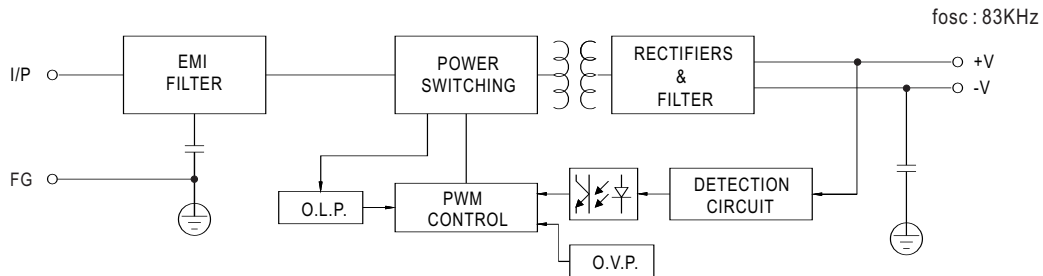 fosc : 83KHz
I/P
EMI
FILTER
POWER
SWITCHING
RECTIFIERS
&
FILTER
+V
-V
FG
O.L.P.
PWM
CONTROL
DETECTION
CIRCUIT
O.V.P.